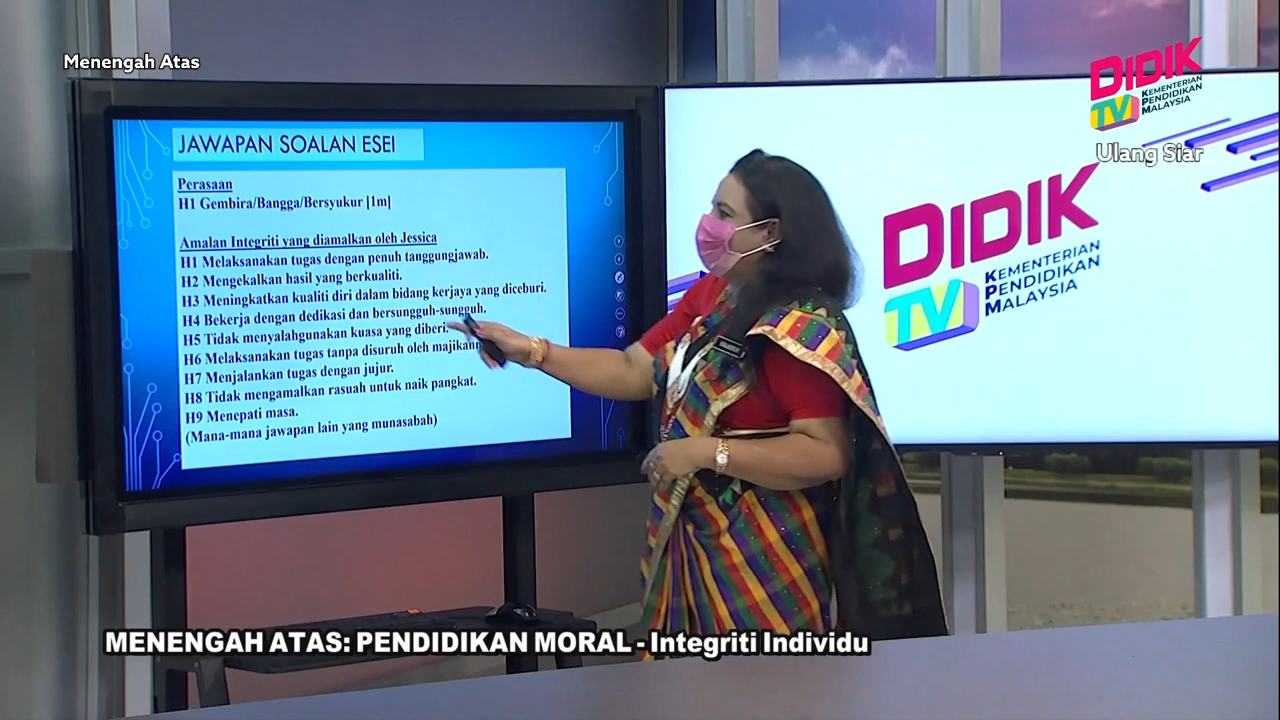 Menengah Atas
DIDIK
TV
KEMENTERIAN
PENDIDIKAN
MALAYSIA
Ulang Siar
JAWAPAN SOALAN ESEI
Perasaan
H1 Gembira/Bangga/Bersyukur [1m]
Amalan Integriti yang diamalkan oleh Jessica
H1 Melaksanakan tugas dengan penuh tanggungjawab.
H2 Mengekalkan hasil yang berkualiti.
H3 Meningkatkan kualiti diri dalam bidang kerjaya yang diceburi.
H4 Bekerja dengan dedikasi dan bersungguh-sungguh.
H5 Tidak menyalahgunakan kuasa yang diberi.
H6 Melaksanakan tugas tanpa disuruh oleh
H7 Menjalankan tugas dengan jujur.
H8 Tidak mengamalkan rasuah untuk naik pangkat.
H9 Menepati masa.
(Mana-mana jawapan lain yang munasabah)
DIDIK
TV
KEMENTERIAN
PENDIDIKAN
MALAYSIA
MENENGAH ATAS: PENDIDIKAN MORAL - Integriti Individu